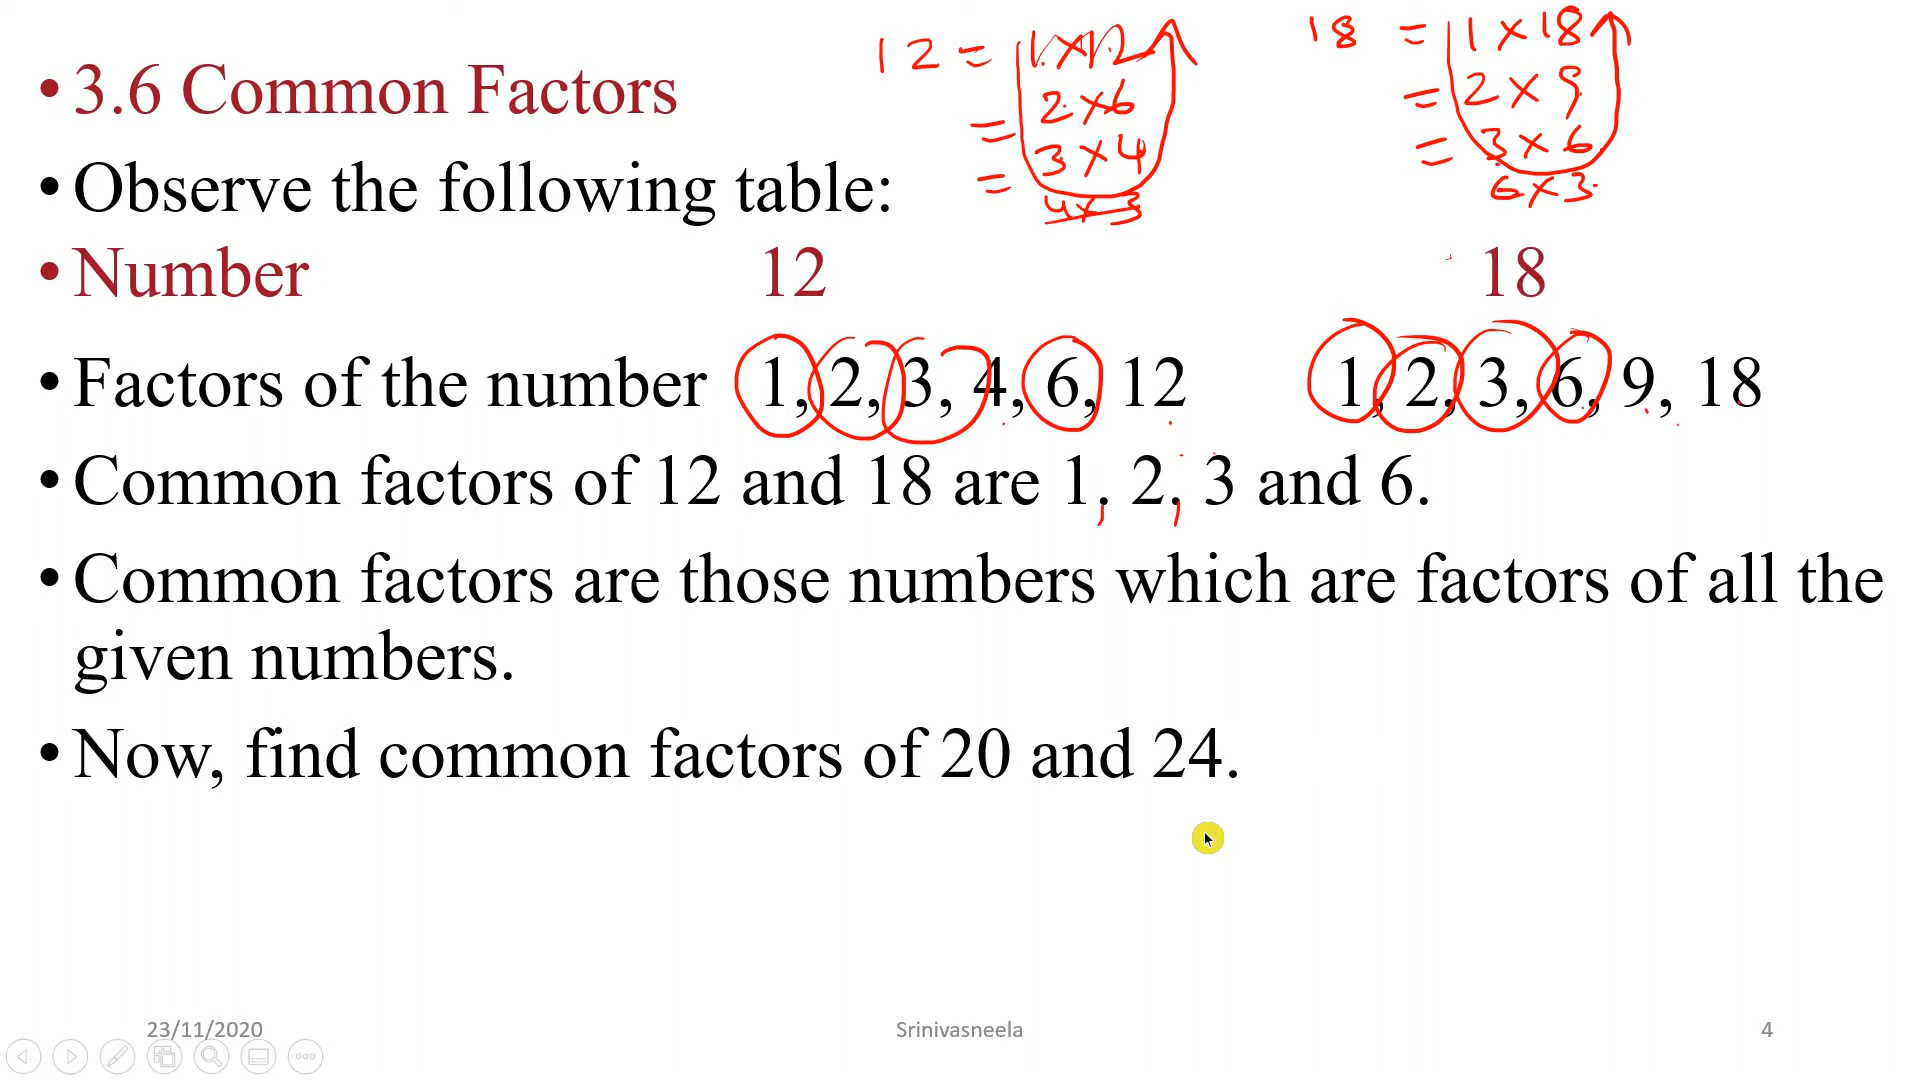 12 = 1 x 12
= 2 x 6
= 3 x 4
4 x 3
18 = 1 x 18
= 2 x 9
= 3 x 6
6 x 3
• 3.6 Common Factors
• Observe the following table:
• Number 12 18
• Factors of the number 1, 2, 3, 4, 6, 12 1, 2, 3, 6, 9, 18
• Common factors of 12 and 18 are 1, 2, 3 and 6.
• Common factors are those numbers which are factors of all the
given numbers.
• Now, find common factors of 20 and 24.
23/11/2020 Srinivasneela 4